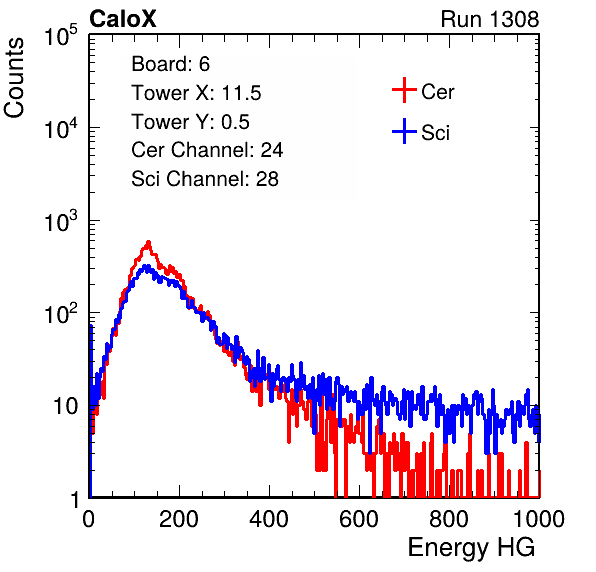 CaloX Run 1308
Counts
10^5
10^4
10^3
10^2
10
1
Board: 6
Tower X: 11.5
Tower Y: 0.5
Cer Channel: 24
Sci Channel: 28
Cer
Sci
0 200 400 600 800 1000
Energy HG